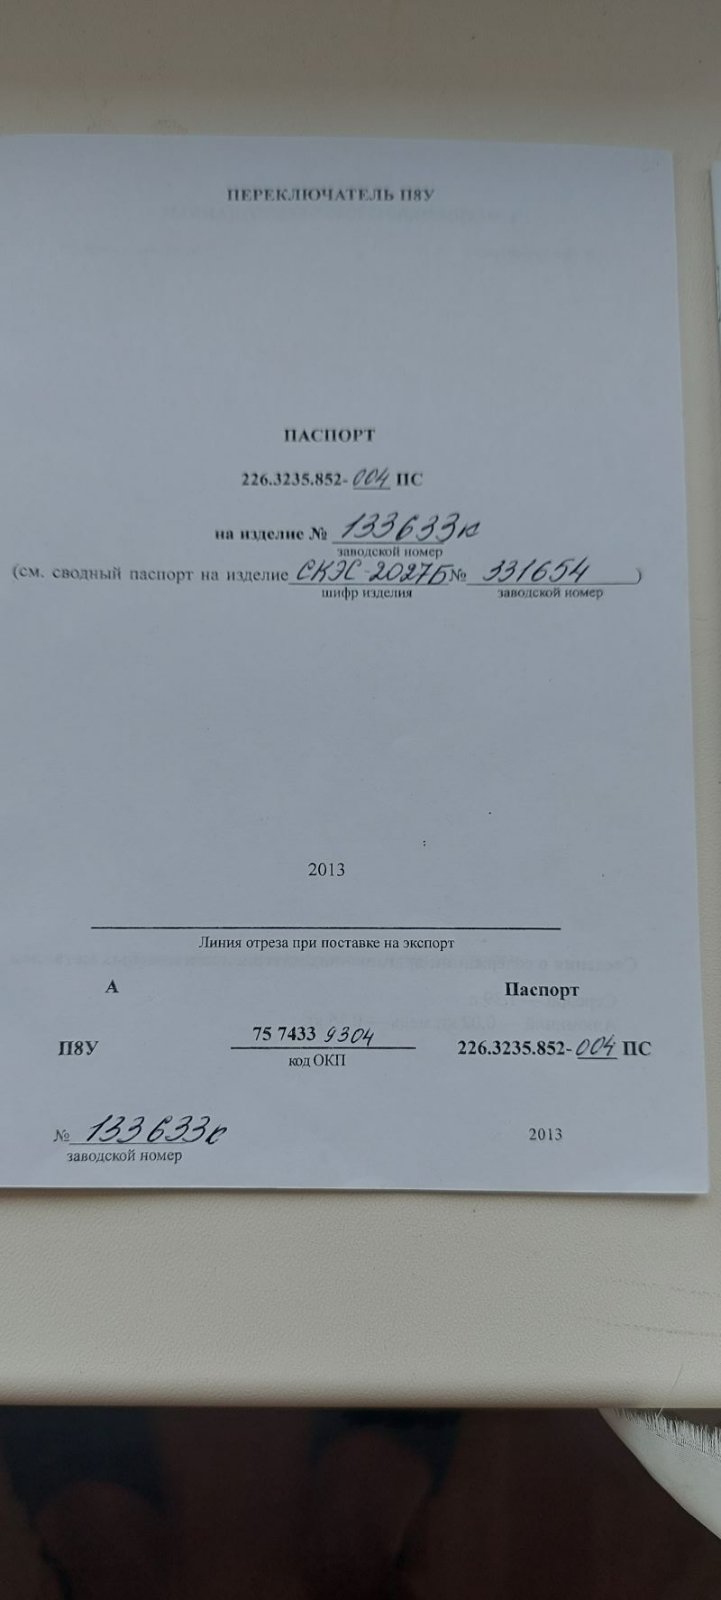 ПЕРЕКЛЮЧАТЕЛЬ П8У
ПАСПОРТ
226.3235.852-004 ПС
на изделие № 133633к
заводской номер
(см. сводный паспорт на изделие СКЭС-2027Б № 331654)
шифр изделия заводской номер
2013
Линия отреза при поставке на экспорт
А Паспорт
П8У 75 7433 9304 226.3235.852-004 ПС
код ОКП
№ 133633к 2013
заводской номер